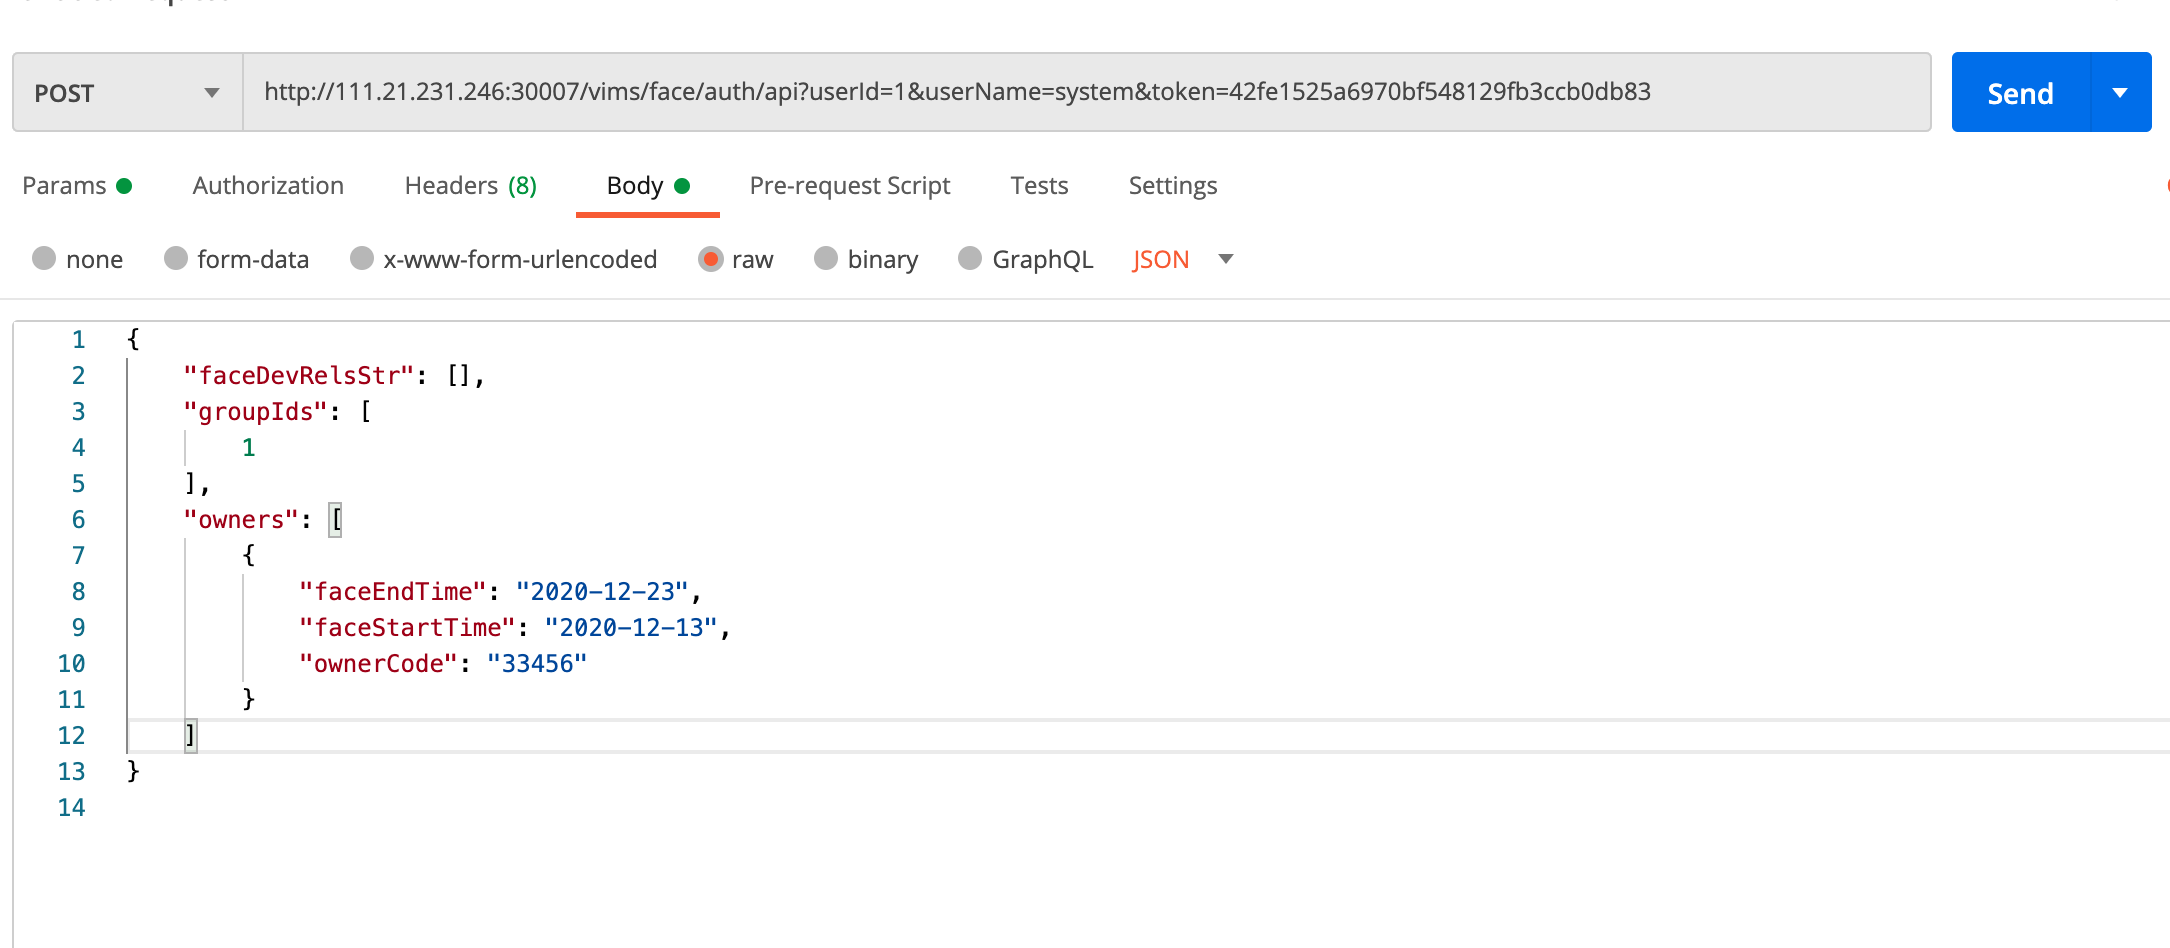 POST
http://111.21.231.246:30007/vims/face/auth/api?userId=1&userName=system&token=42fe1525a6970bf548129fb3ccb0db83
Send
Params Authorization Headers (8) Body Pre-request Script Tests Settings
none form-data x-www-form-urlencoded raw binary GraphQL JSON
1 {
2 "faceDevRelsStr": [],
3 "groupIds": [
4 1
5 ],
6 "owners": [
7 {
8 "faceEndTime": "2020-12-23",
9 "faceStartTime": "2020-12-13",
10 "ownerCode": "33456"
11 }
12 ]
13 }
14